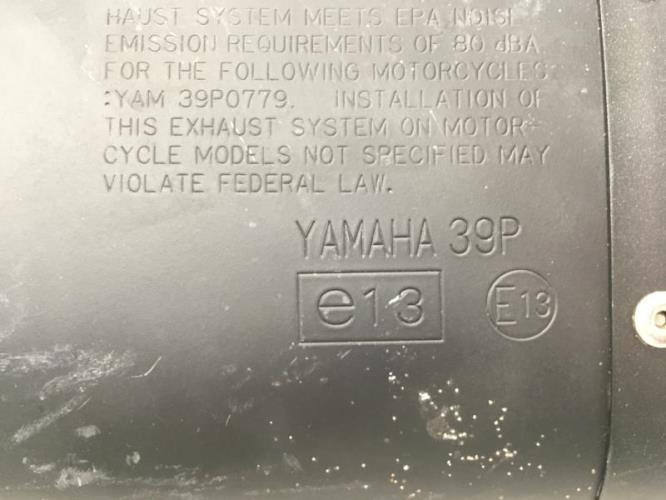 HAUST SYSTEM MEETS EPA NOISE
EMISSION REQUIREMENTS OF 80 dBA
FOR THE FOLLOWING MOTORCYCLES
:YAM 39P0779. INSTALLATION OF
THIS EXHAUST SYSTEM ON MOTOR-
CYCLE MODELS NOT SPECIFIED MAY
VIOLATE FEDERAL LAW.
YAMAHA 39P
e13 E13